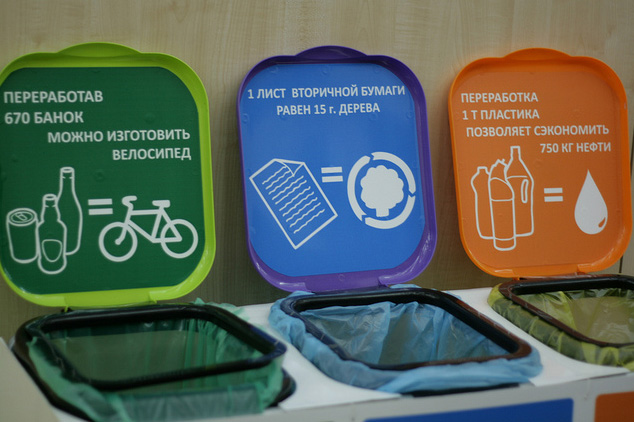 ПЕРЕРАБОТАВ
670 БАНОК
МОЖНО ИЗГОТОВИТЬ
ВЕЛОСИПЕД
1 ЛИСТ ВТОРИЧНОЙ БУМАГИ
РАВЕН 15 г. ДЕРЕВА
ПЕРЕРАБОТКА
1 Т ПЛАСТИКА
ПОЗВОЛЯЕТ СЭКОНОМИТЬ
750 КГ НЕФТИ